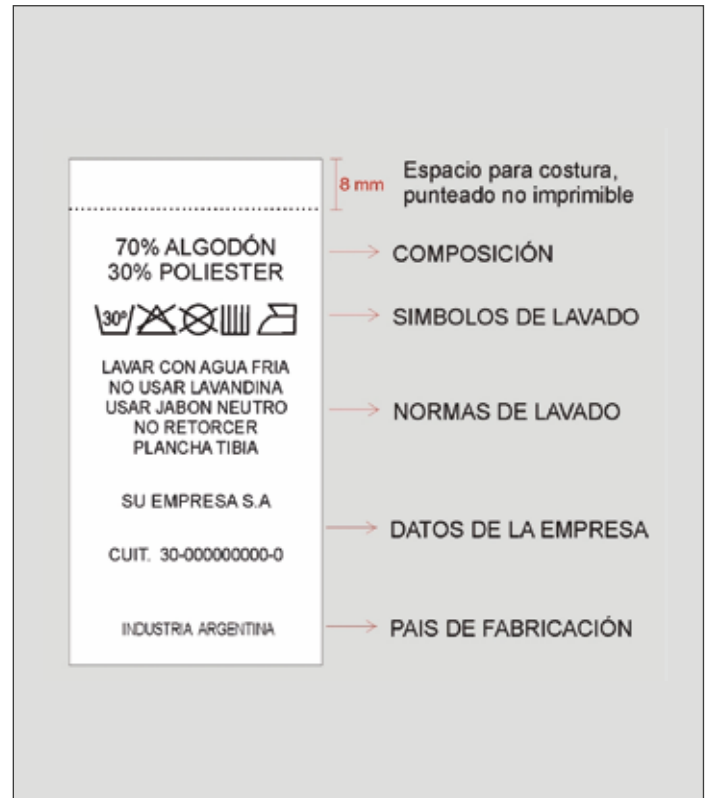 8 mm
Espacio para costura,
punteado no imprimible
70% ALGODÓN
30% POLIESTER
COMPOSICIÓN
30º
SIMBOLOS DE LAVADO
LAVAR CON AGUA FRIA
NO USAR LAVANDINA
USAR JABON NEUTRO
NO RETORCER
PLANCHA TIBIA
NORMAS DE LAVADO
SU EMPRESA S.A
CUIT. 30-000000000-0
DATOS DE LA EMPRESA
INDUSTRIA ARGENTINA
PAIS DE FABRICACIÓN